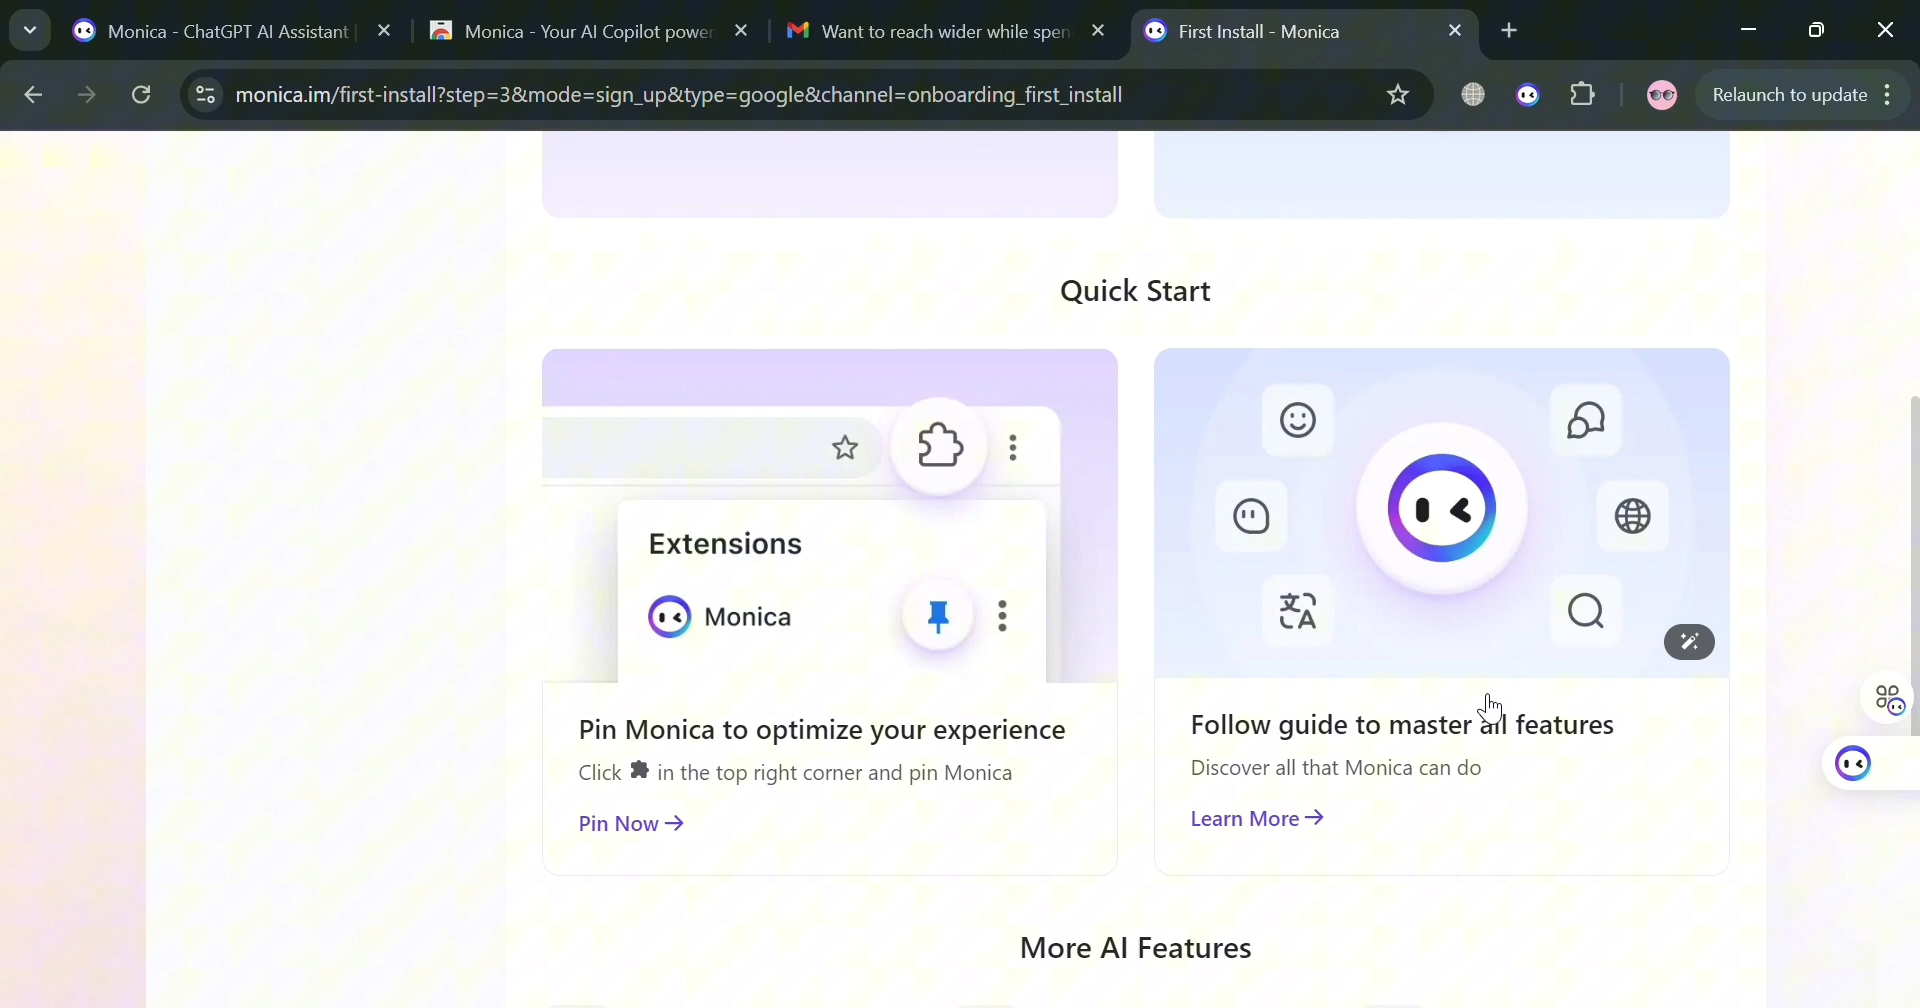 Monica - ChatGPT AI Assistant
Monica - Your AI Copilot power
Want to reach wider while spen
First Install - Monica
monica.im/first-install?step=3&mode=sign_up&type=google&channel=onboarding_first_install
Relaunch to update
Quick Start
Extensions
Monica
Pin Monica to optimize your experience
Click in the top right corner and pin Monica
Pin Now
Follow guide to master all features
Discover all that Monica can do
Learn More
More AI Features